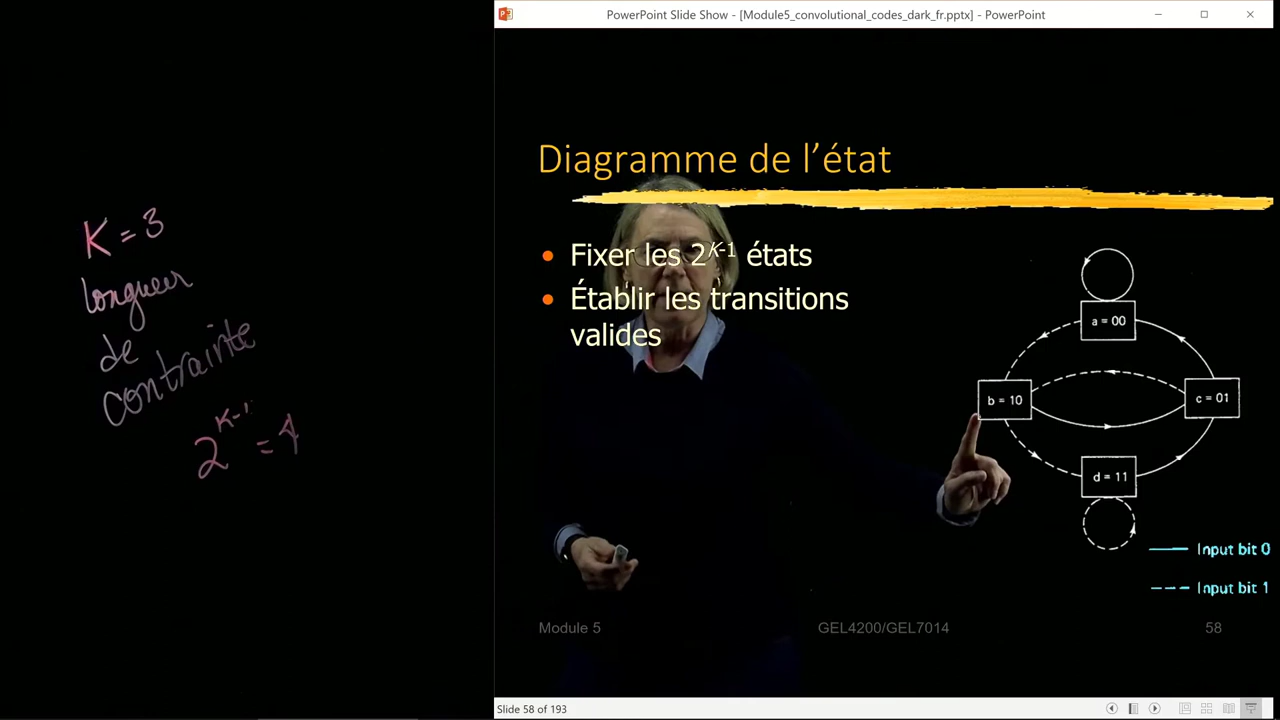 PowerPoint Slide Show - [Module5_convolutional_codes_dark_fr.pptx] - PowerPoint
Diagramme de l'état
K = 3
longueur
de
contrainte
2^{K-1} = 4
• Fixer les 2^{K-1} états
• Établir les transitions
valides
a = 00
b = 10
c = 01
d = 11
Input bit 0
Input bit 1
Module 5
GEL4200/GEL7014
58
Slide 58 of 193